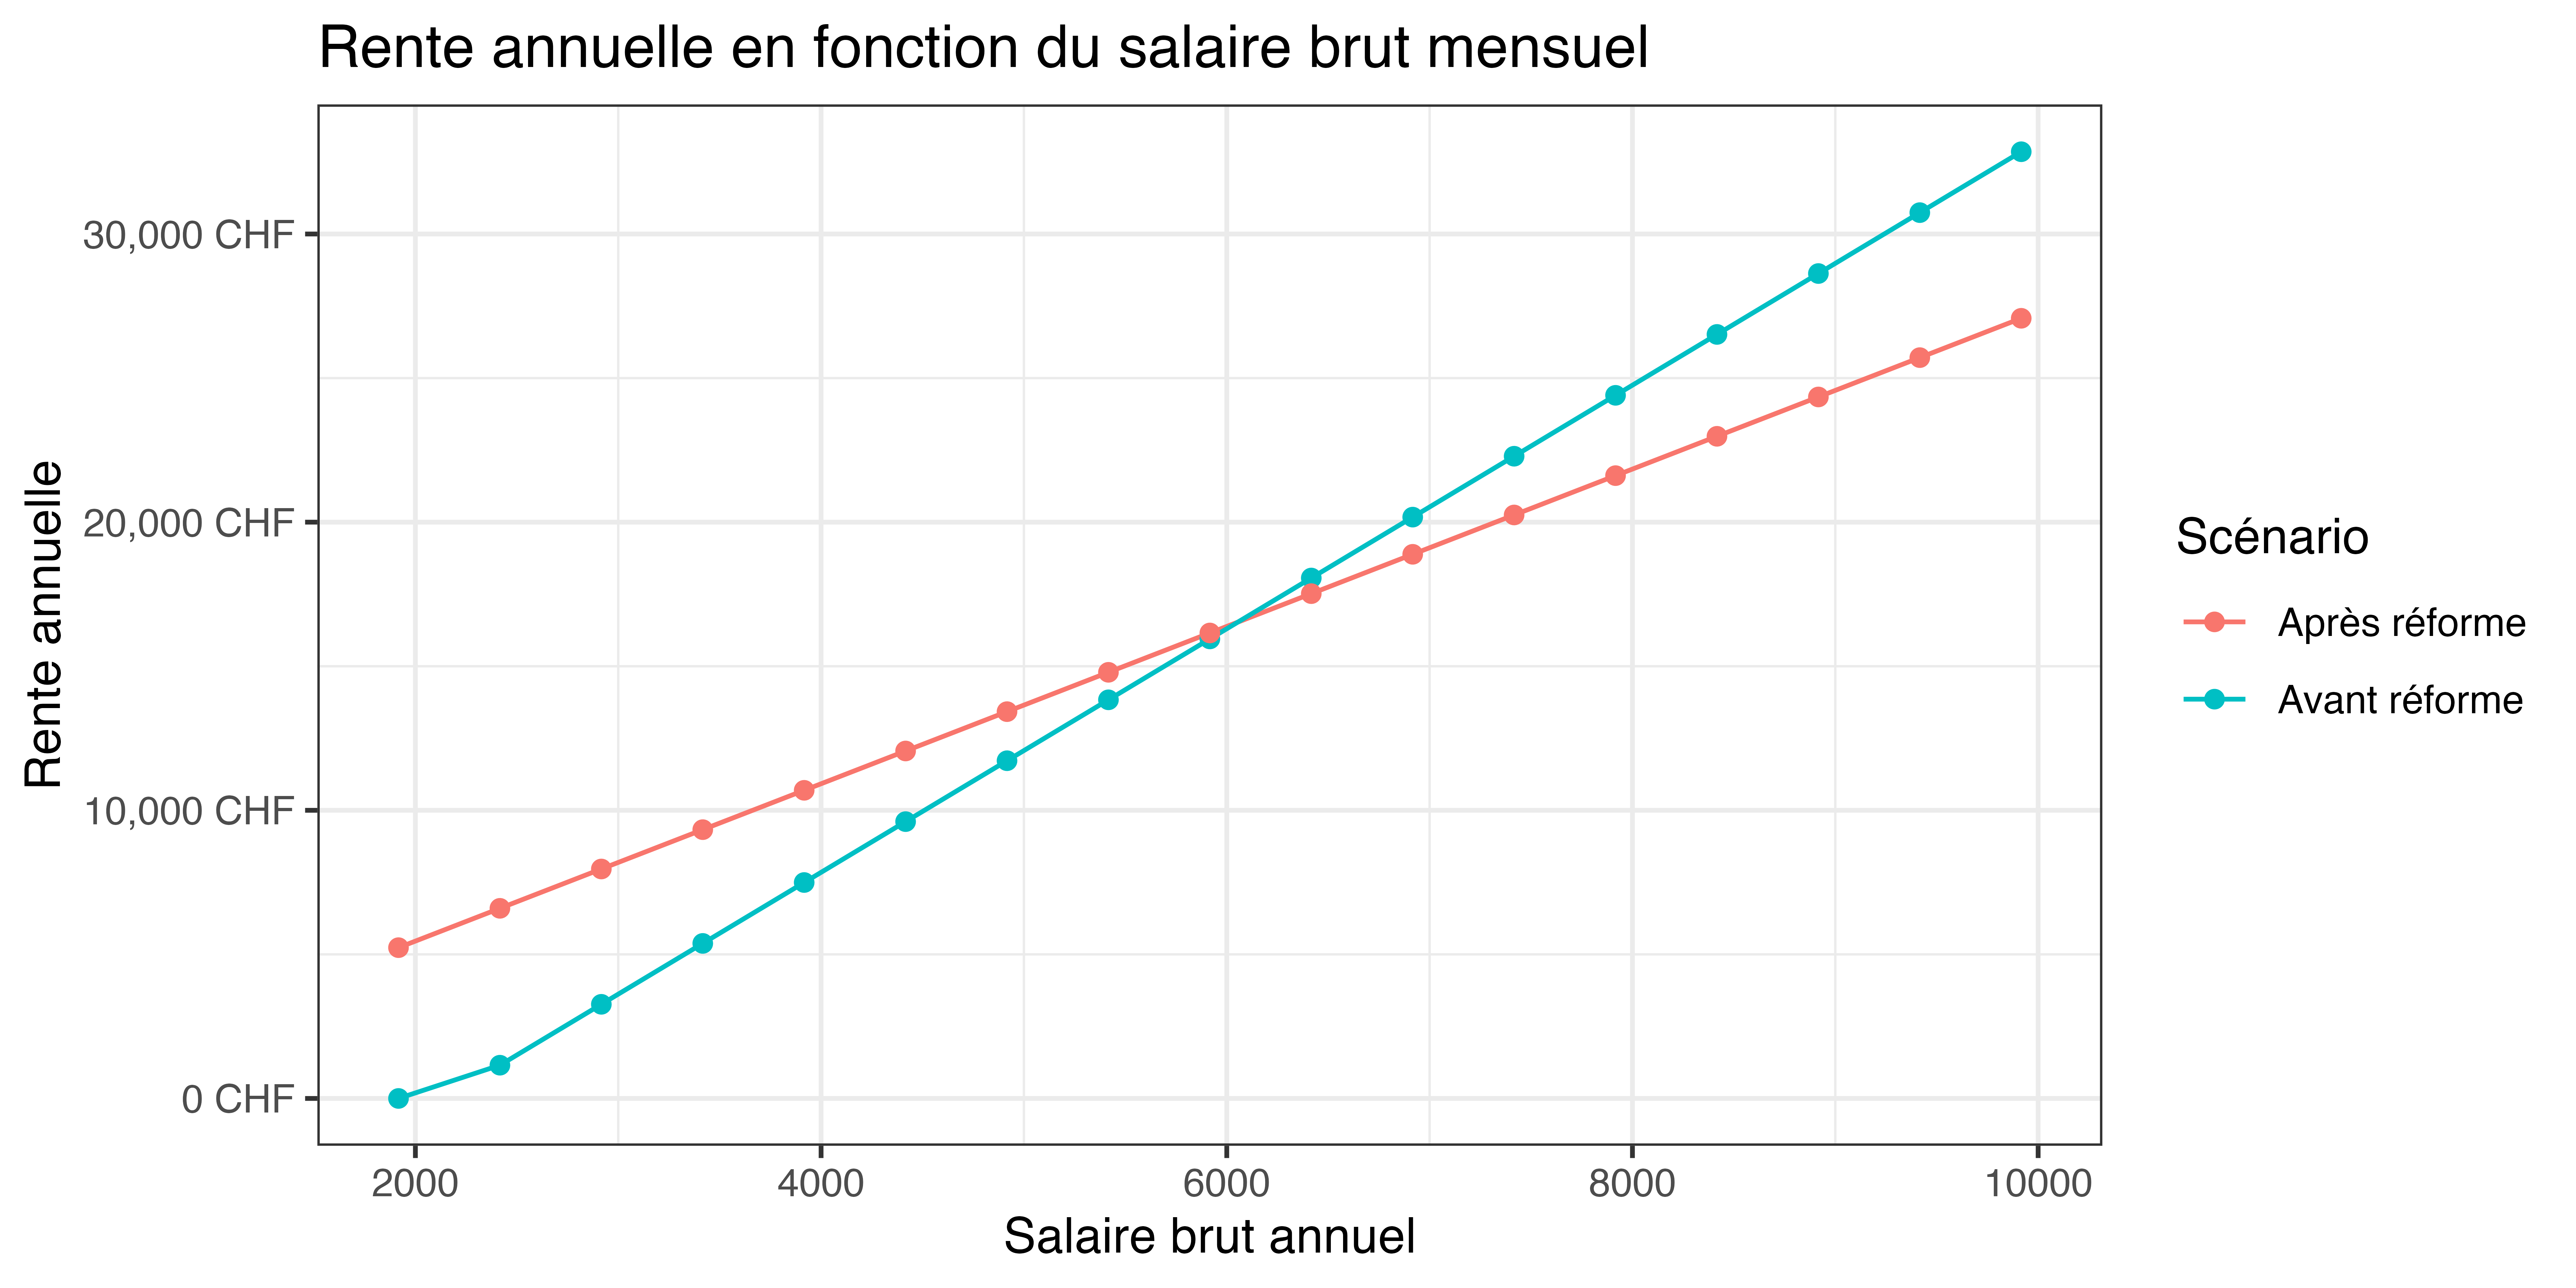 Rente annuelle en fonction du salaire brut mensuel
Rente annuelle
30,000 CHF
20,000 CHF
10,000 CHF
0 CHF
2000
4000
6000
8000
10000
Salaire brut annuel
Scénario
Après réforme
Avant réforme